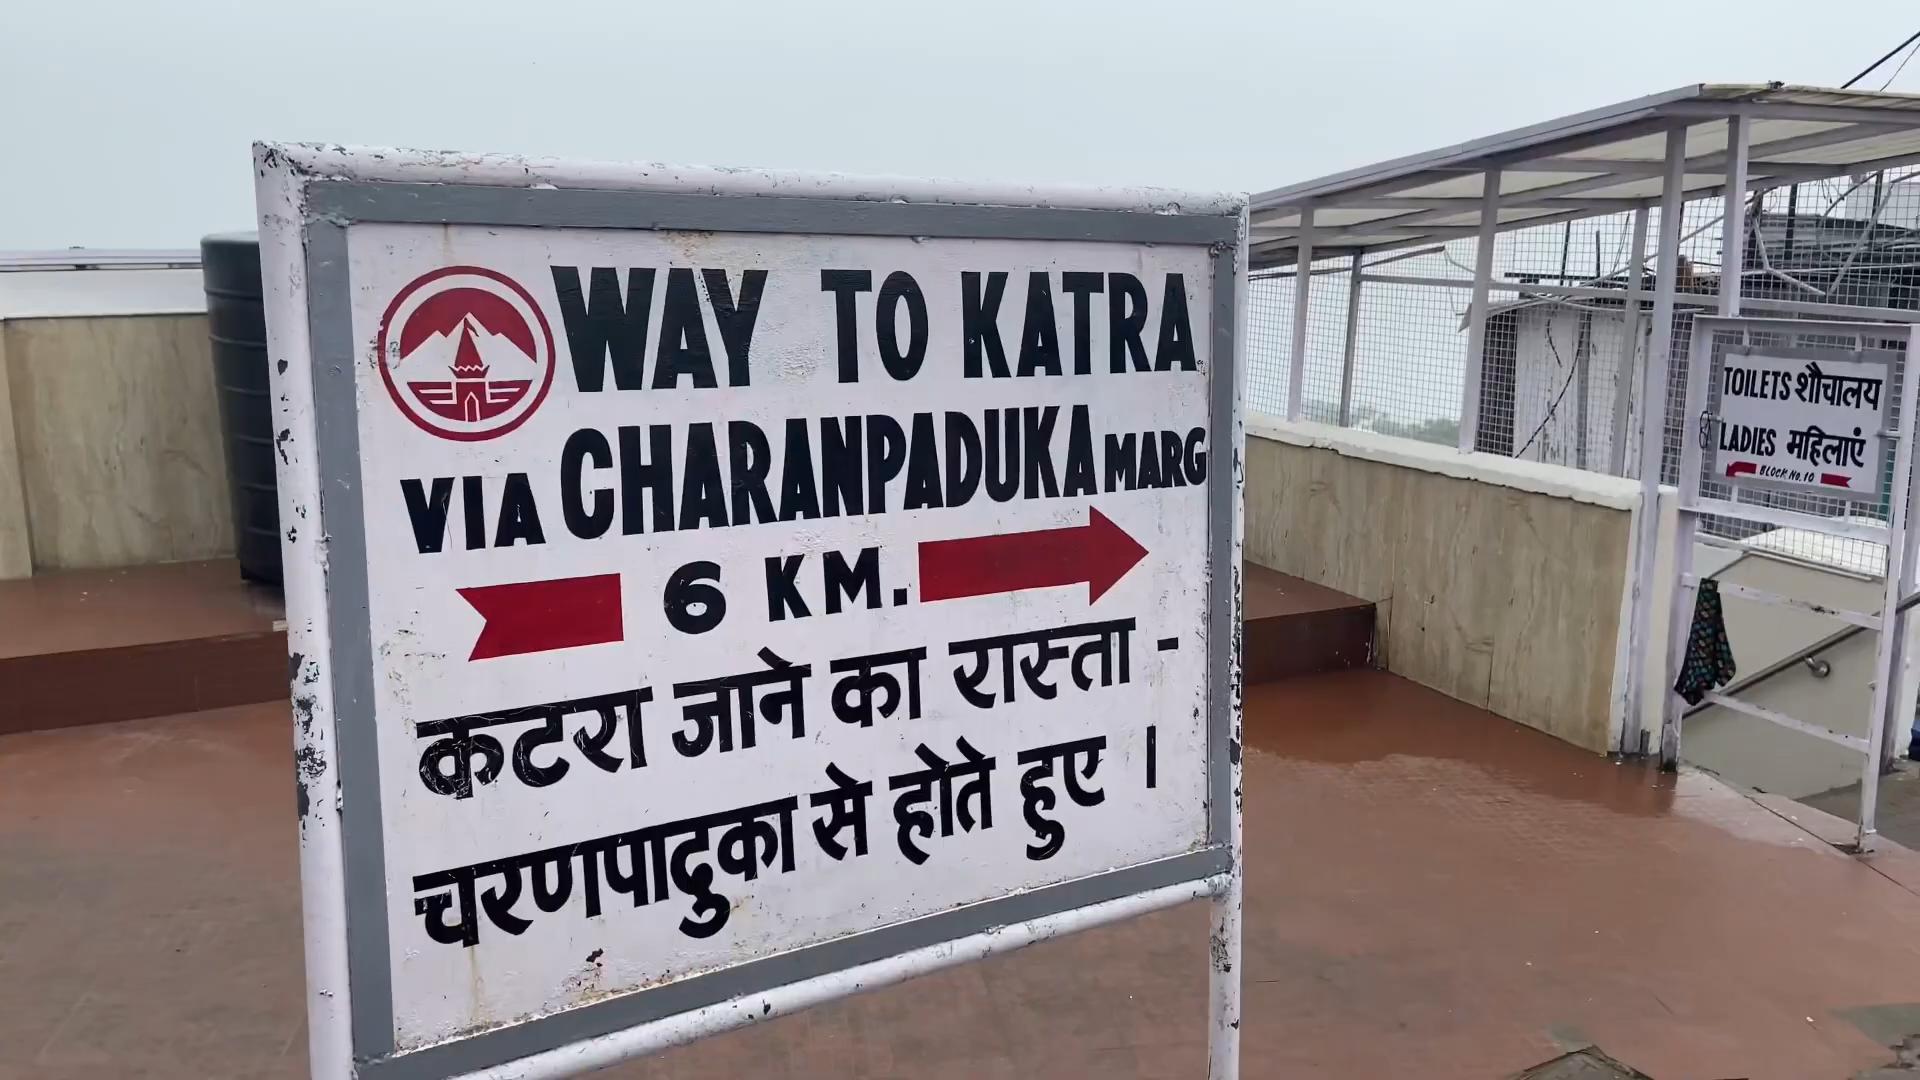 WAY TO KATRA
VIA CHARANPADUKA MARG
6 KM.
कटरा जाने का रास्ता -
चरणपादुका से होते हुए ।
TOILETS शौचालय
LADIES महिलाएं
BLOCK NO. 10